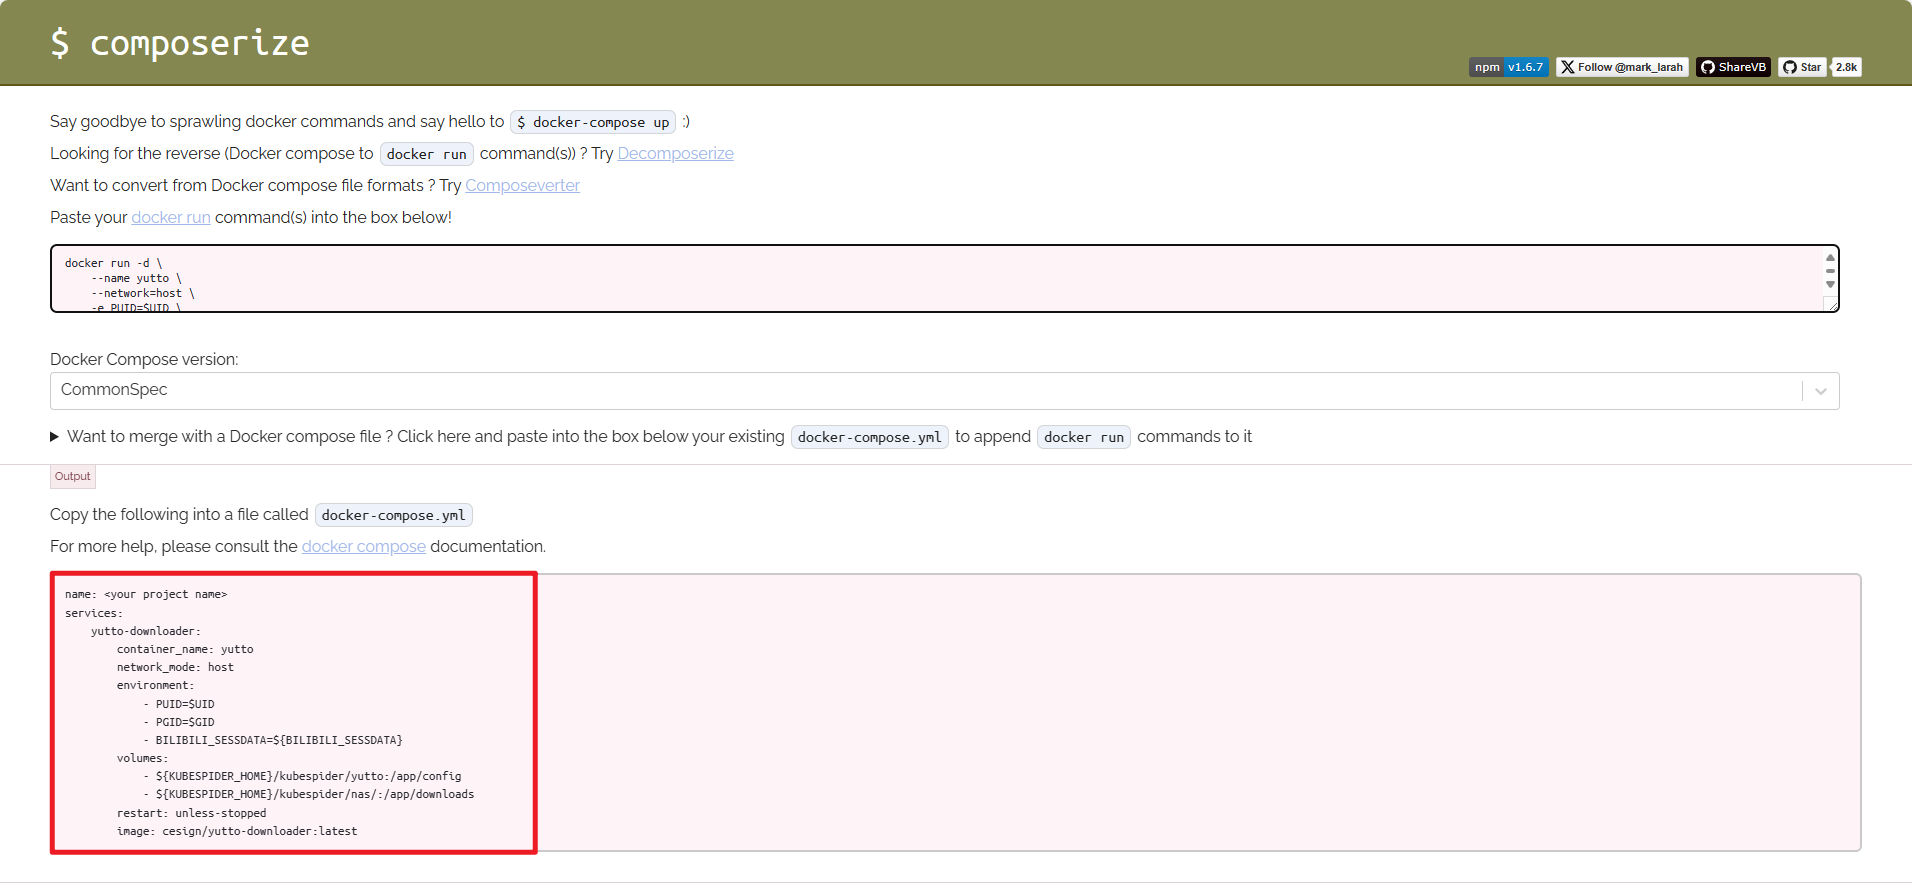 $ composerize
npm v1.6.7 Follow @mark_larah ShareVB Star 2.8k
Say goodbye to sprawling docker commands and say hello to $ docker-compose up :)
Looking for the reverse (Docker compose to docker run command(s)) ? Try Decomposerize
Want to convert from Docker compose file formats ? Try Composeverter
Paste your docker run command(s) into the box below!
docker run -d \
    --name yutto \
    --network=host \
    -e PUID=$UID \
Docker Compose version:
CommonSpec
Want to merge with a Docker compose file ? Click here and paste into the box below your existing docker-compose.yml to append docker run commands to it
Output
Copy the following into a file called docker-compose.yml
For more help, please consult the docker compose documentation.
name: <your project name>
services:
    yutto-downloader:
        container_name: yutto
        network_mode: host
        environment:
            - PUID=$UID
            - PGID=$GID
            - BILIBILI_SESSDATA=${BILIBILI_SESSDATA}
        volumes:
            - ${KUBESPIDER_HOME}/kubespider/yutto:/app/config
            - ${KUBESPIDER_HOME}/kubespider/nas/:/app/downloads
        restart: unless-stopped
        image: cesign/yutto-downloader:latest